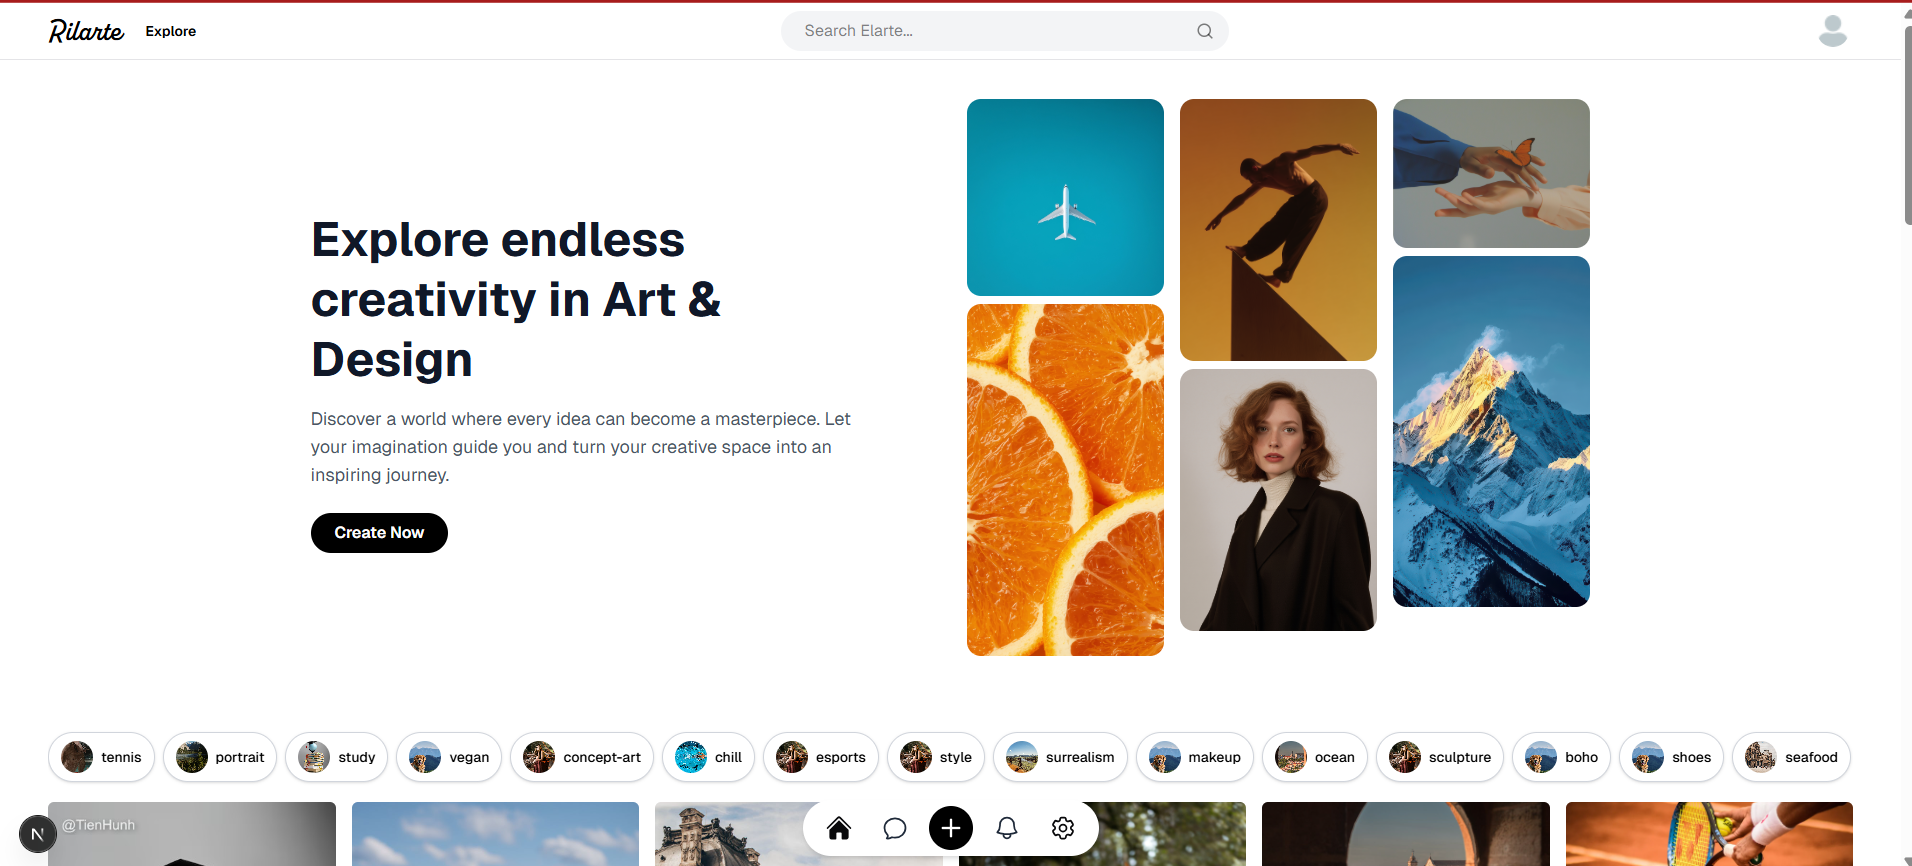 Rilarte
Explore
Search Elarte...
Explore endless
creativity in Art &
Design
Discover a world where every idea can become a masterpiece. Let
your imagination guide you and turn your creative space into an
inspiring journey.
Create Now
tennis
portrait
study
vegan
concept-art
chill
esports
style
surrealism
makeup
ocean
sculpture
boho
shoes
seafood
@TienHunh
N